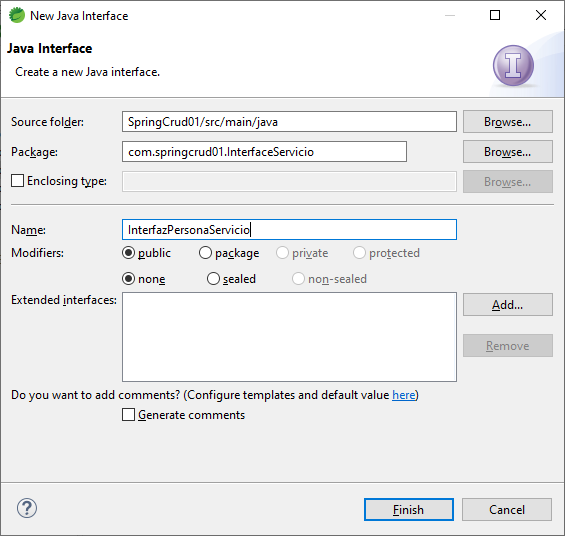 New Java Interface
Java Interface
Create a new Java interface.
I
Source folder: SpringCrud01/src/main/java Browse...
Package: com.springcrud01.InterfaceServicio Browse...
Enclosing type: Browse...
Name: InterfazPersonaServicio
Modifiers: public package private protected
none sealed non-sealed
Extended interfaces: Add...
Remove
Do you want to add comments? (Configure templates and default value here)
Generate comments
? Finish Cancel